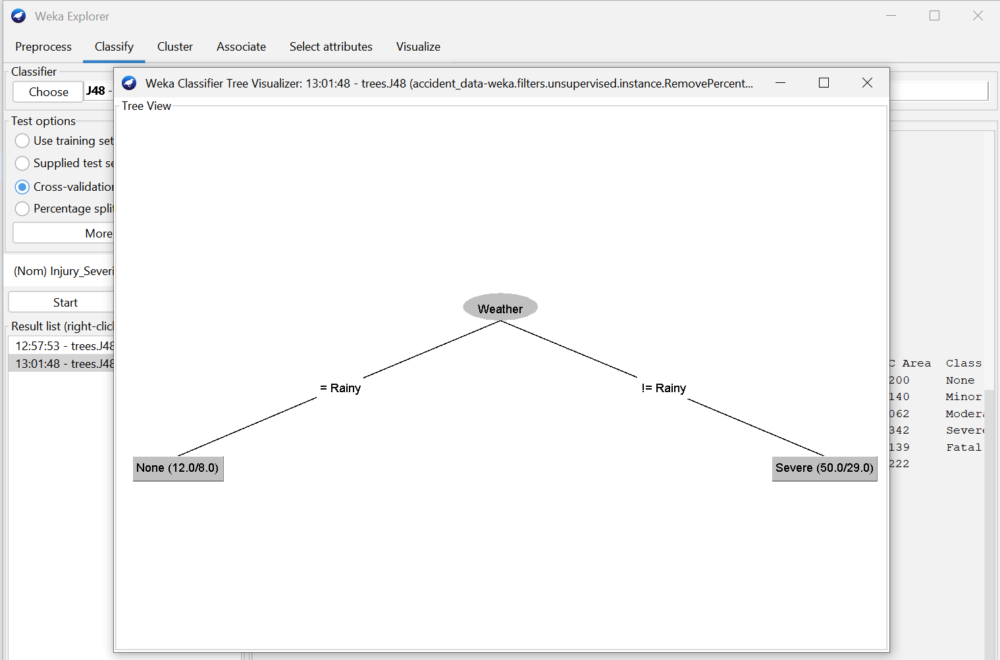 Weka Explorer
Preprocess Classify Cluster Associate Select attributes Visualize
Classifier
Choose J48 -
Weka Classifier Tree Visualizer: 13:01:48 - trees.J48 (accident_data-weka.filters.unsupervised.instance.RemovePercent...
Tree View
Test options
Use training set
Supplied test se
Cross-validation
Percentage split
More
(Nom) Injury_Severi
Start
Result list (right-clic
12:57:53 - trees.J48
13:01:48 - trees.J48
Weather
= Rainy != Rainy
None (12.0/8.0) Severe (50.0/29.0)
C Area Class
200 None
140 Minor
062 Modera
342 Severe
139 Fatal
222